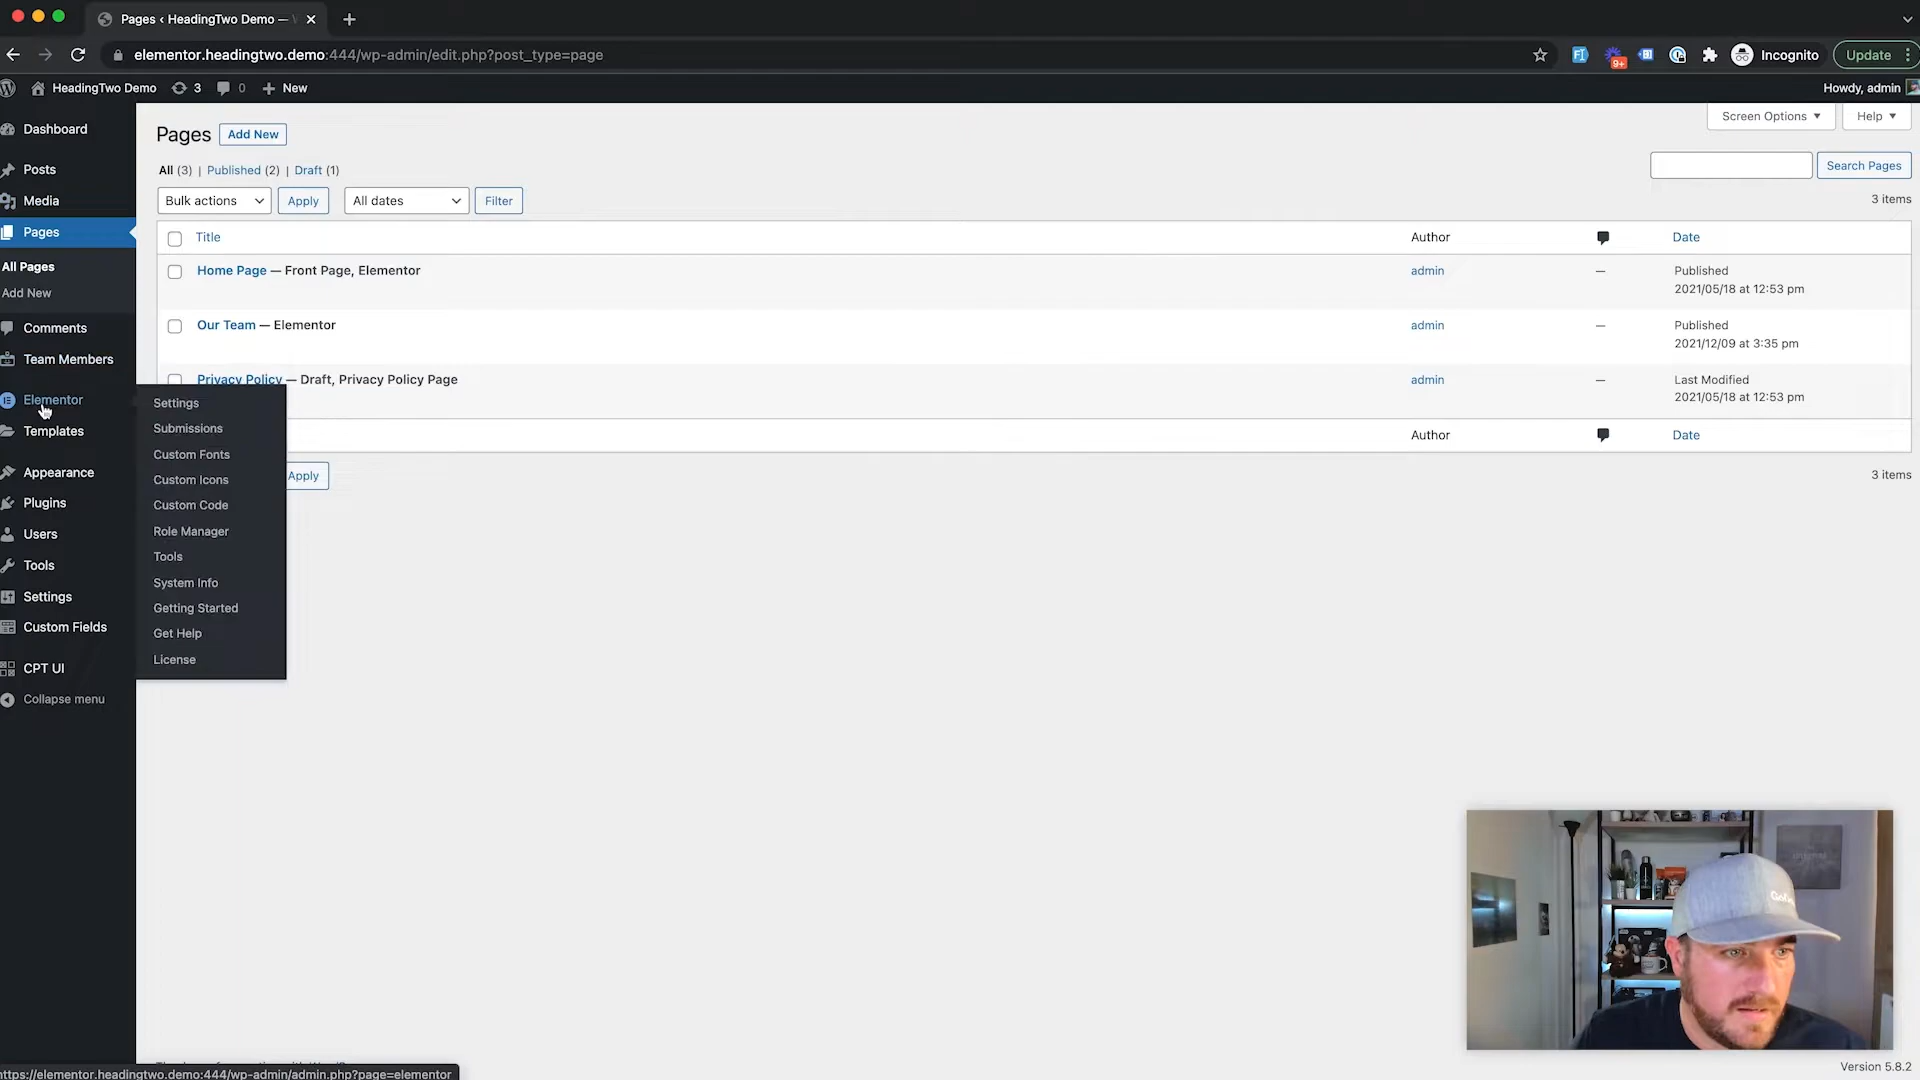 Pages ‹ HeadingTwo Demo —
elementor.headingtwo.demo:444/wp-admin/edit.php?post_type=page
9+
Incognito
Update
HeadingTwo Demo
3
0
New
Howdy, admin
Dashboard
Posts
Media
Pages
All Pages
Add New
Comments
Team Members
Elementor
Templates
Appearance
Plugins
Users
Tools
Settings
Custom Fields
CPT UI
Collapse menu
Settings
Submissions
Custom Fonts
Custom Icons
Custom Code
Role Manager
Tools
System Info
Getting Started
Get Help
License
Pages Add New
Screen Options Help
All (3) | Published (2) | Draft (1)
Search Pages
Bulk actions Apply All dates Filter
3 items
Title Author Date
Home Page — Front Page, Elementor admin — Published
2021/05/18 at 12:53 pm
Our Team — Elementor admin — Published
2021/12/09 at 3:35 pm
Privacy Policy — Draft, Privacy Policy Page admin — Last Modified
2021/05/18 at 12:53 pm
Author Date
Apply
3 items
Version 5.8.2
https://elementor.headingtwo.demo:444/wp-admin/admin.php?page=elementor